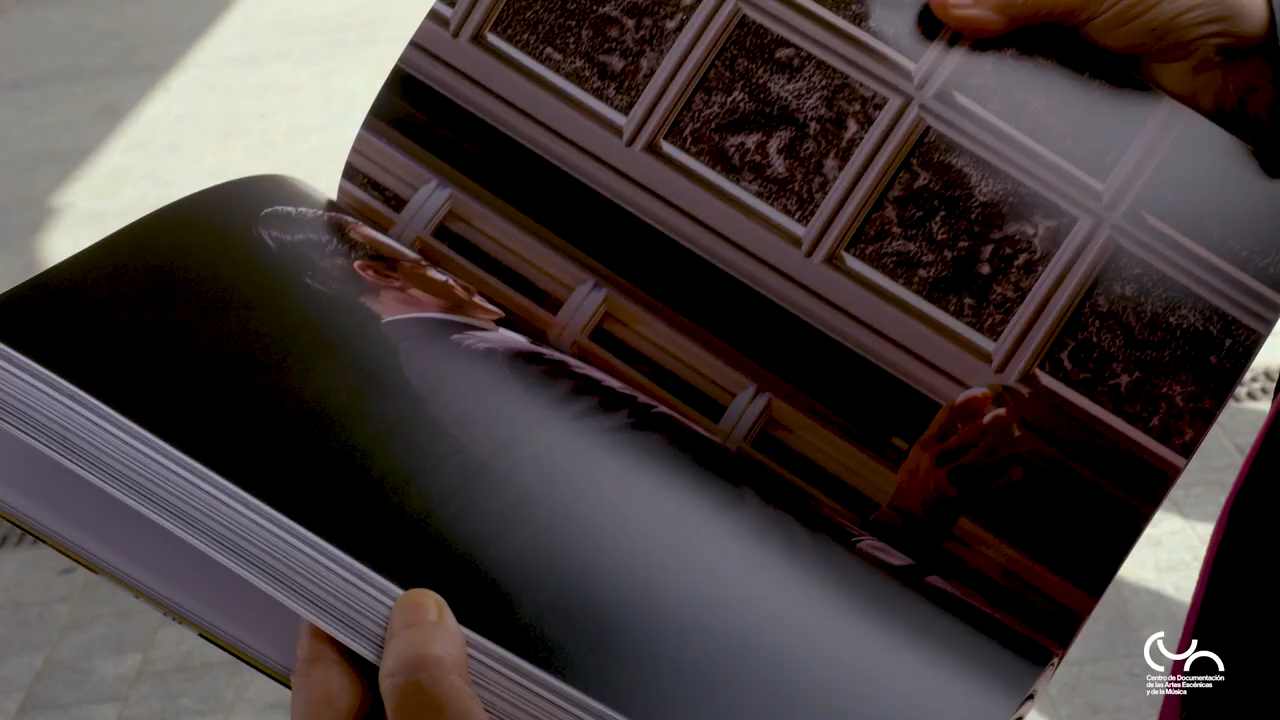 Centro de Documentación
de las Artes Escénicas
y de la Música